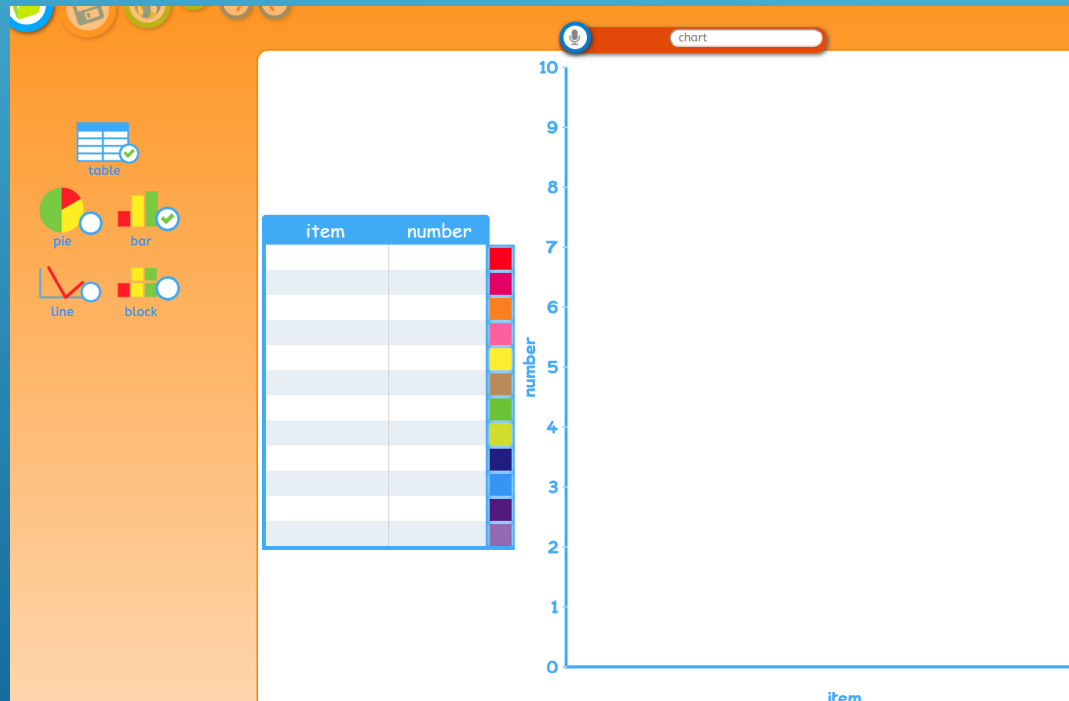 chart
table
pie
bar
line
block
item number
number
10
9
8
7
6
5
4
3
2
1
0
item